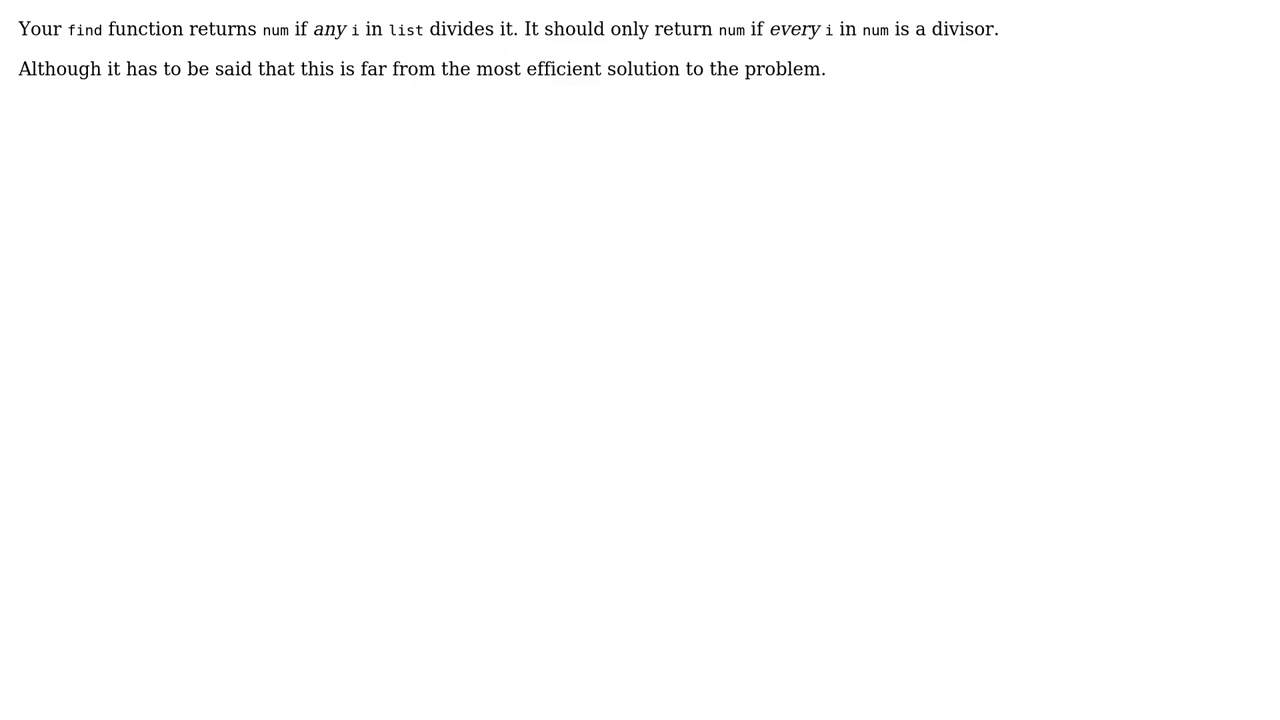 Your find function returns num if any i in list divides it. It should only return num if every i in num is a divisor.
Although it has to be said that this is far from the most efficient solution to the problem.